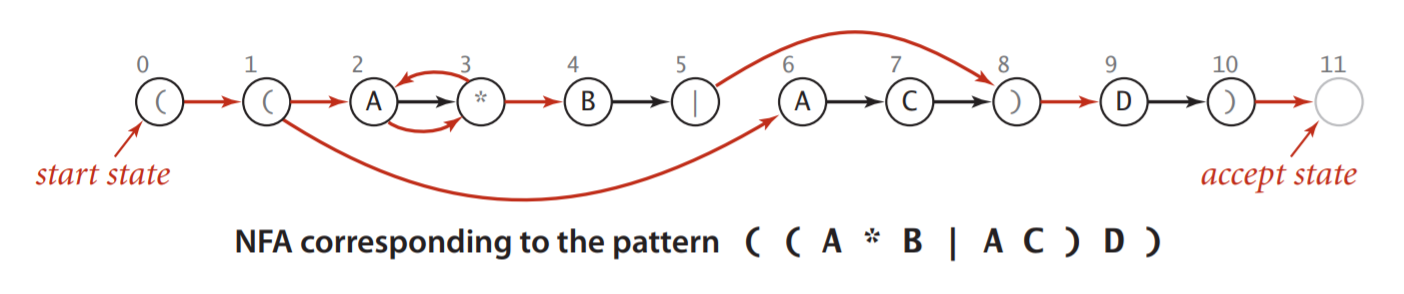 0 1 2 3 4 5 6 7 8 9 10 11
( ( A * B | A C ) D )
start state
accept state
NFA corresponding to the pattern ( ( A * B | A C ) D )